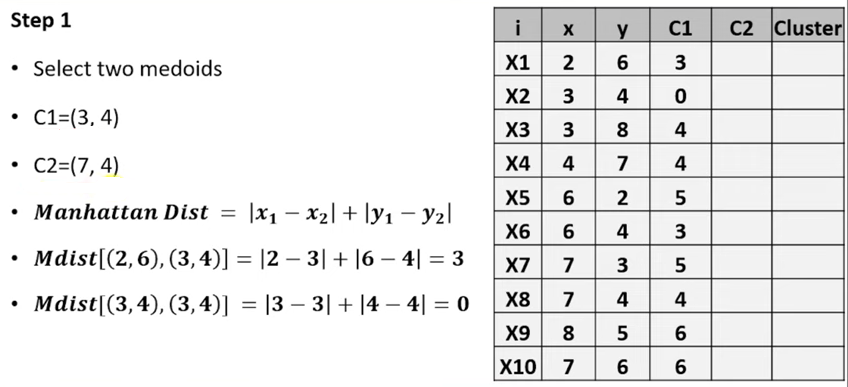 Step 1
• Select two medoids
• C1=(3, 4)
• C2=(7, 4)
• Manhattan Dist = |x₁ − x₂| + |y₁ − y₂|
• Mdist[(2, 6), (3, 4)] = |2 − 3| + |6 − 4| = 3
• Mdist[(3, 4), (3, 4)] = |3 − 3| + |4 − 4| = 0
i x y C1 C2 Cluster
X1 2 6 3
X2 3 4 0
X3 3 8 4
X4 4 7 4
X5 6 2 5
X6 6 4 3
X7 7 3 5
X8 7 4 4
X9 8 5 6
X10 7 6 6